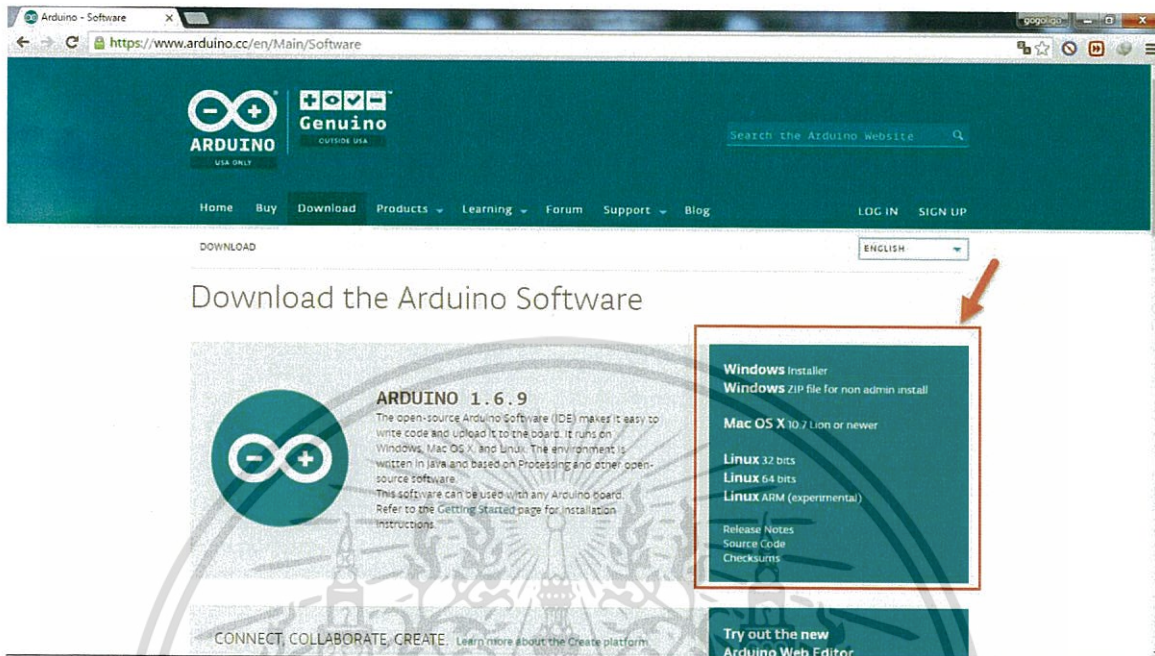 Arduino - Software
gogoligo
https://www.arduino.cc/en/Main/Software
ARDUINO
USA ONLY
Genuino
OUTSIDE USA
Search the Arduino Website
Home Buy Download Products Learning Forum Support Blog LOG IN SIGN UP
DOWNLOAD
ENGLISH
Download the Arduino Software
ARDUINO 1.6.9
The open-source Arduino Software (IDE) makes it easy to
write code and upload it to the board. It runs on
Windows, Mac OS X, and Linux. The environment is
written in Java and based on Processing and other open-
source software.
This software can be used with any Arduino board.
Refer to the Getting Started page for Installation
instructions.
Windows Installer
Windows ZIP file for non admin install
Mac OS X 10.7 Lion or newer
Linux 32 bits
Linux 64 bits
Linux ARM (experimental)
Release Notes
Source Code
Checksums
CONNECT, COLLABORATE, CREATE. Learn more about the Create platform
Try out the new
Arduino Web Editor